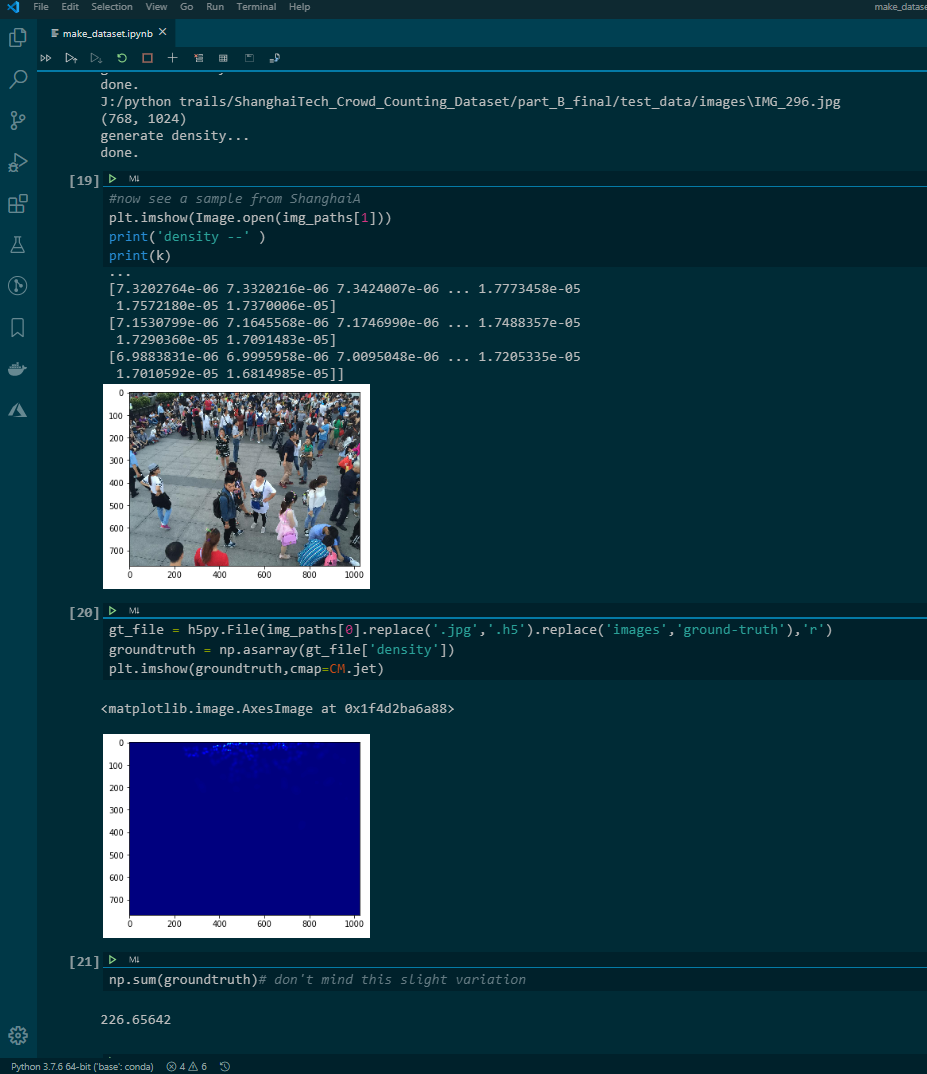 File Edit Selection View Go Run Terminal Help make_datase
make_dataset.ipynb
done.
J:/python trails/ShanghaiTech_Crowd_Counting_Dataset/part_B_final/test_data/images\IMG_296.jpg
(768, 1024)
generate density...
done.
[19] M↓
#now see a sample from ShanghaiA
plt.imshow(Image.open(img_paths[1]))
print('density --' )
print(k)
...
[7.3202764e-06 7.3320216e-06 7.3424007e-06 ... 1.7773458e-05
1.7572180e-05 1.7370006e-05]
[7.1530799e-06 7.1645568e-06 7.1746990e-06 ... 1.7488357e-05
1.7290360e-05 1.7091483e-05]
[6.9883831e-06 6.9995958e-06 7.0095048e-06 ... 1.7205335e-05
1.7010592e-05 1.6814985e-05]]
0
100
200
300
400
500
600
700
0 200 400 600 800 1000
[20] M↓
gt_file = h5py.File(img_paths[0].replace('.jpg','.h5').replace('images','ground-truth'),'r')
groundtruth = np.asarray(gt_file['density'])
plt.imshow(groundtruth,cmap=CM.jet)
<matplotlib.image.AxesImage at 0x1f4d2ba6a88>
0
100
200
300
400
500
600
700
0 200 400 600 800 1000
[21] M↓
np.sum(groundtruth)# don't mind this slight variation
226.65642
Python 3.7.6 64-bit ('base': conda) 4 6